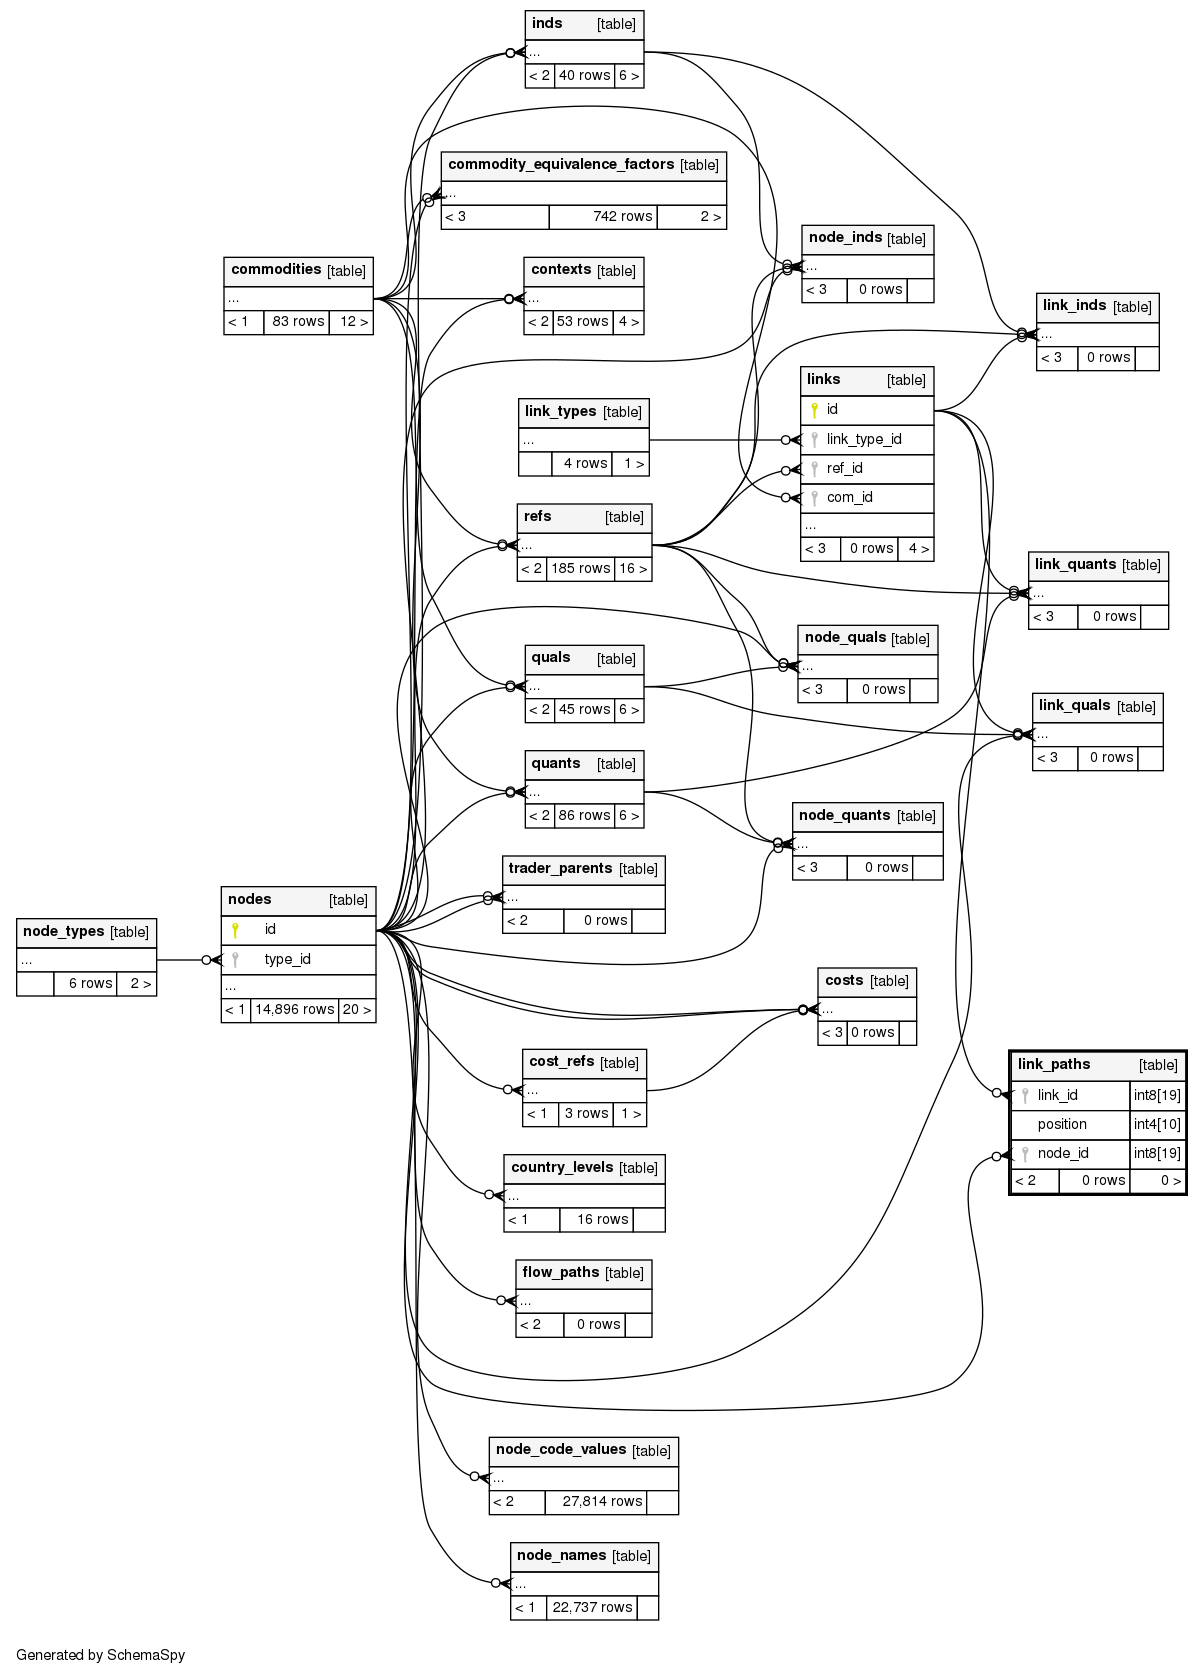 inds [table]
...
< 2 40 rows 6 >
commodity_equivalence_factors [table]
...
< 3 742 rows 2 >
node_inds [table]
...
< 3 0 rows
commodities [table]
...
< 1 83 rows 12 >
contexts [table]
...
< 2 53 rows 4 >
link_inds [table]
...
< 3 0 rows
links [table]
id
link_type_id
ref_id
com_id
...
< 3 0 rows 4 >
link_types [table]
...
4 rows 1 >
refs [table]
...
< 2 185 rows 16 >
link_quants [table]
...
< 3 0 rows
node_quals [table]
...
< 3 0 rows
quals [table]
...
< 2 45 rows 6 >
link_quals [table]
...
< 3 0 rows
quants [table]
...
< 2 86 rows 6 >
node_quants [table]
...
< 3 0 rows
trader_parents [table]
...
< 2 0 rows
nodes [table]
id
type_id
...
< 1 14,896 rows 20 >
node_types [table]
...
6 rows 2 >
costs [table]
...
< 3 0 rows
cost_refs [table]
...
< 1 3 rows 1 >
link_paths [table]
link_id int8[19]
position int4[10]
node_id int8[19]
< 2 0 rows 0 >
country_levels [table]
...
< 1 16 rows
flow_paths [table]
...
< 2 0 rows
node_code_values [table]
...
< 2 27,814 rows
node_names [table]
...
< 1 22,737 rows
Generated by SchemaSpy